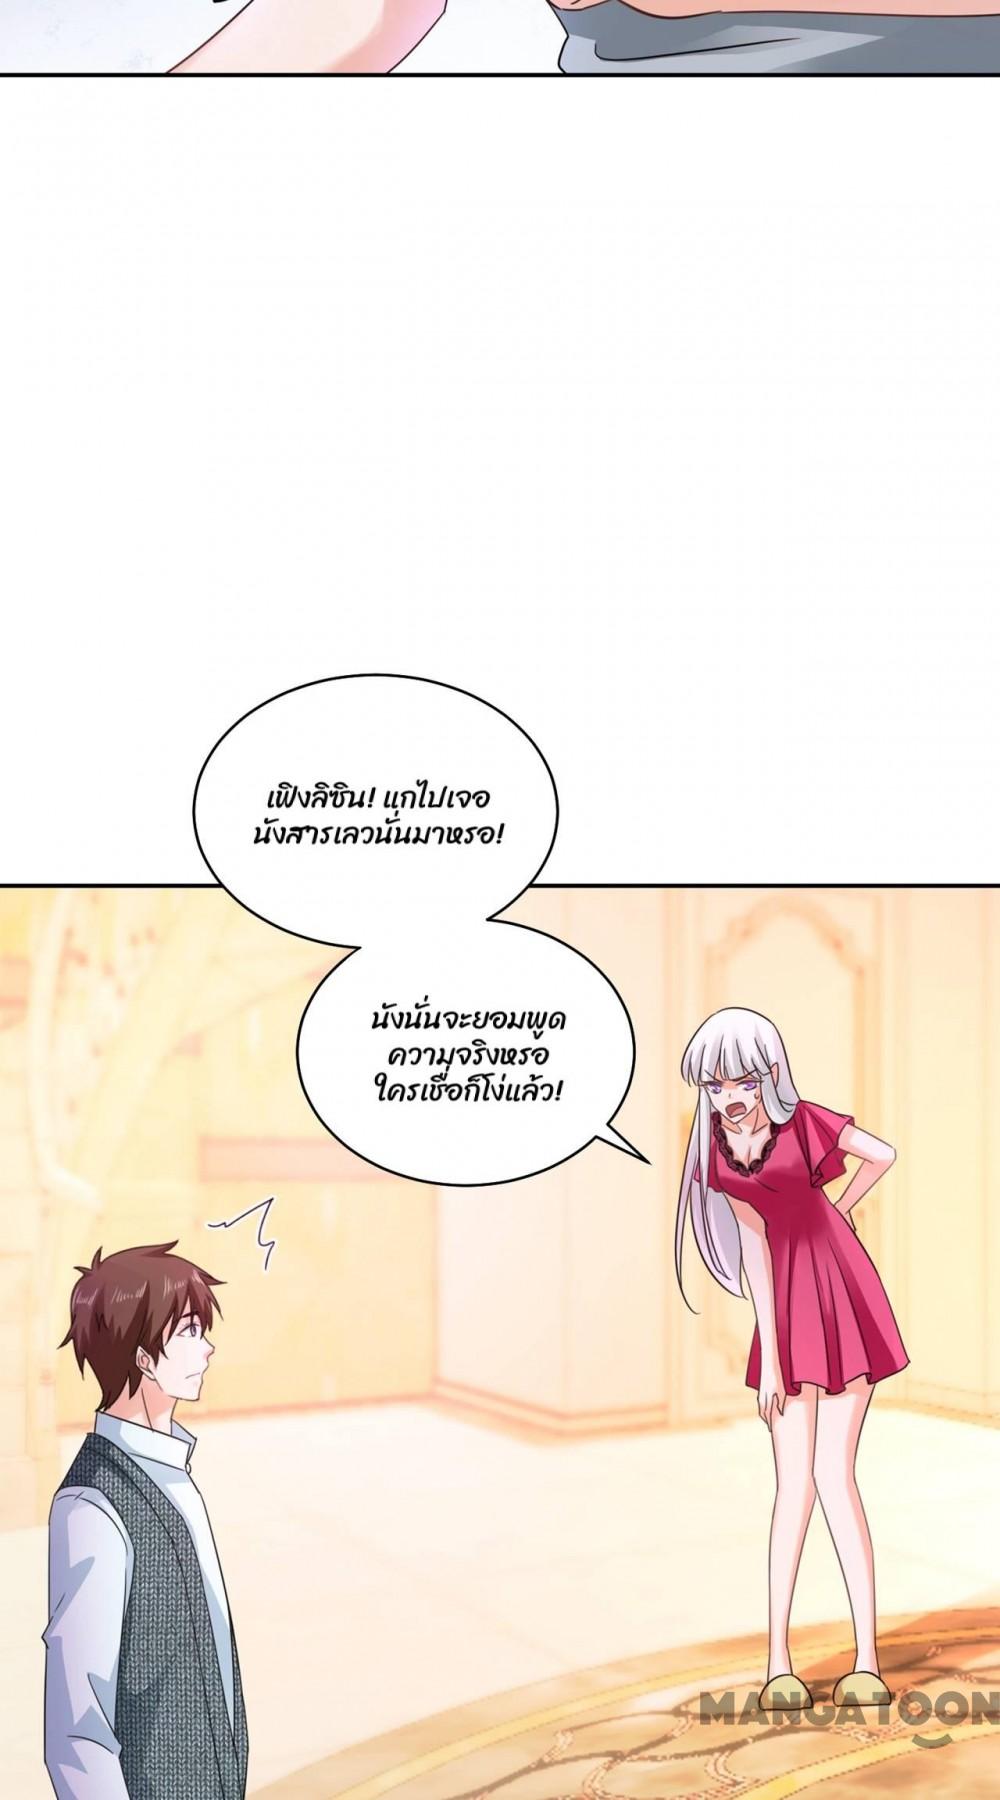 เฟิงลิซิน! แกไปเจอ
นังสารเลวนั่นมาหรอ!
นังนั่นจะยอมพูด
ความจริงหรอ
ใครเชื่อก็โง่แล้ว!
MANGATOON